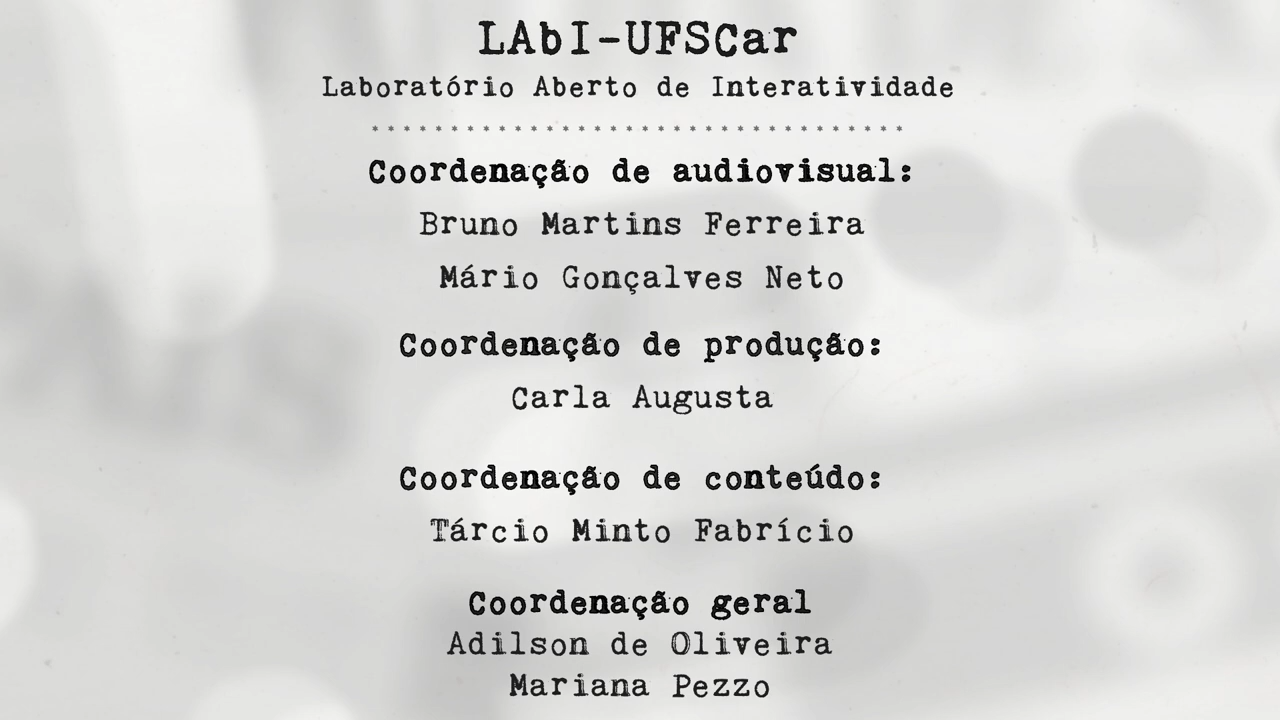 LAbI-UFSCar
Laboratório Aberto de Interatividade
**********************************
Coordenação de audiovisual:
Bruno Martins Ferreira
Mário Gonçalves Neto
Coordenação de produção:
Carla Augusta
Coordenação de conteúdo:
Tárcio Minto Fabrício
Coordenação geral
Adilson de Oliveira
Mariana Pezzo